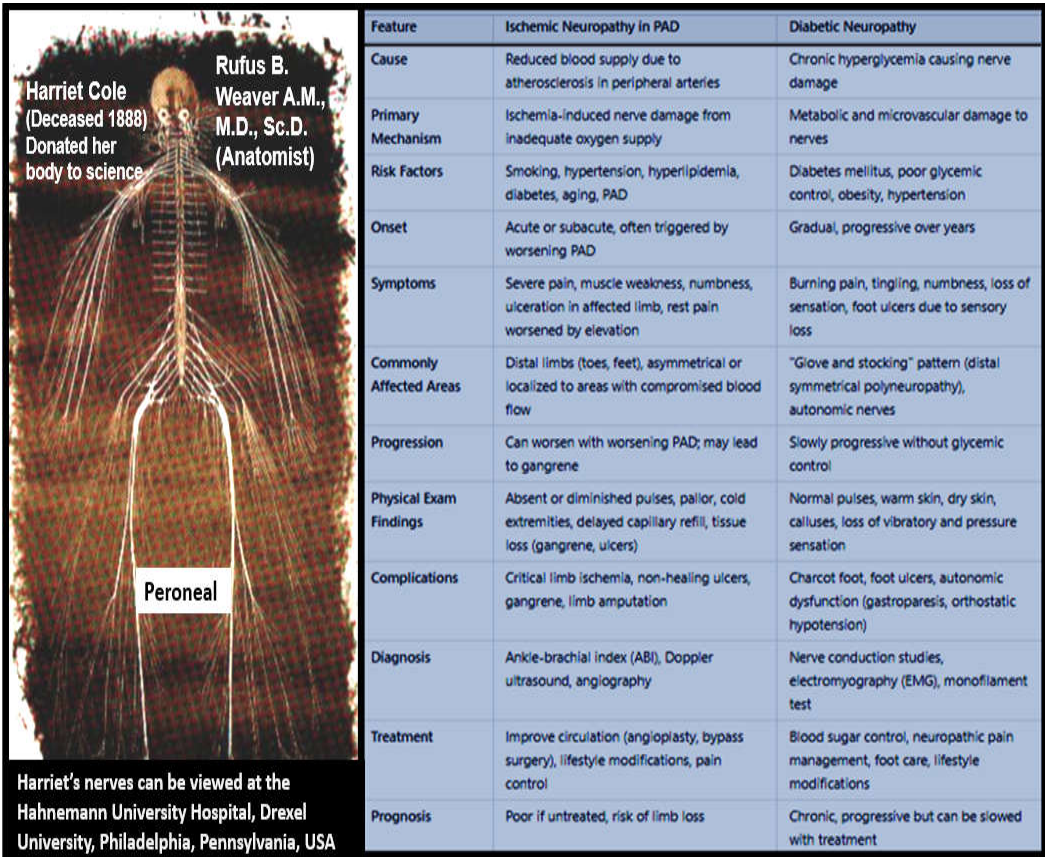 Harriet Cole
(Deceased 1888)
Donated her
body to science
Rufus B.
Weaver A.M.,
M.D., Sc.D.
(Anatomist)
Peroneal
Harriet’s nerves can be viewed at the
Hahnemann University Hospital, Drexel
University, Philadelphia, Pennsylvania, USA
Feature Ischemic Neuropathy in PAD Diabetic Neuropathy
Cause
Reduced blood supply due to
atherosclerosis in peripheral arteries
Chronic hyperglycemia causing nerve
damage
Primary
Mechanism
Ischemia-induced nerve damage from
inadequate oxygen supply
Metabolic and microvascular damage to
nerves
Risk Factors
Smoking, hypertension, hyperlipidemia,
diabetes, aging, PAD
Diabetes mellitus, poor glycemic
control, obesity, hypertension
Onset
Acute or subacute, often triggered by
worsening PAD
Gradual, progressive over years
Symptoms
Severe pain, muscle weakness, numbness,
ulceration in affected limb, rest pain
worsened by elevation
Burning pain, tingling, numbness, loss of
sensation, foot ulcers due to sensory
loss
Commonly
Affected Areas
Distal limbs (toes, feet), asymmetrical or
localized to areas with compromised blood
flow
"Glove and stocking" pattern (distal
symmetrical polyneuropathy),
autonomic nerves
Progression
Can worsen with worsening PAD; may lead
to gangrene
Slowly progressive without glycemic
control
Physical Exam
Findings
Absent or diminished pulses, pallor, cold
extremities, delayed capillary refill, tissue
loss (gangrene, ulcers)
Normal pulses, warm skin, dry skin,
calluses, loss of vibratory and pressure
sensation
Complications
Critical limb ischemia, non-healing ulcers,
gangrene, limb amputation
Charcot foot, foot ulcers, autonomic
dysfunction (gastroparesis, orthostatic
hypotension)
Diagnosis
Ankle-brachial index (ABI), Doppler
ultrasound, angiography
Nerve conduction studies,
electromyography (EMG), monofilament
test
Treatment
Improve circulation (angioplasty, bypass
surgery), lifestyle modifications, pain
control
Blood sugar control, neuropathic pain
management, foot care, lifestyle
modifications
Prognosis
Poor if untreated, risk of limb loss
Chronic, progressive but can be slowed
with treatment